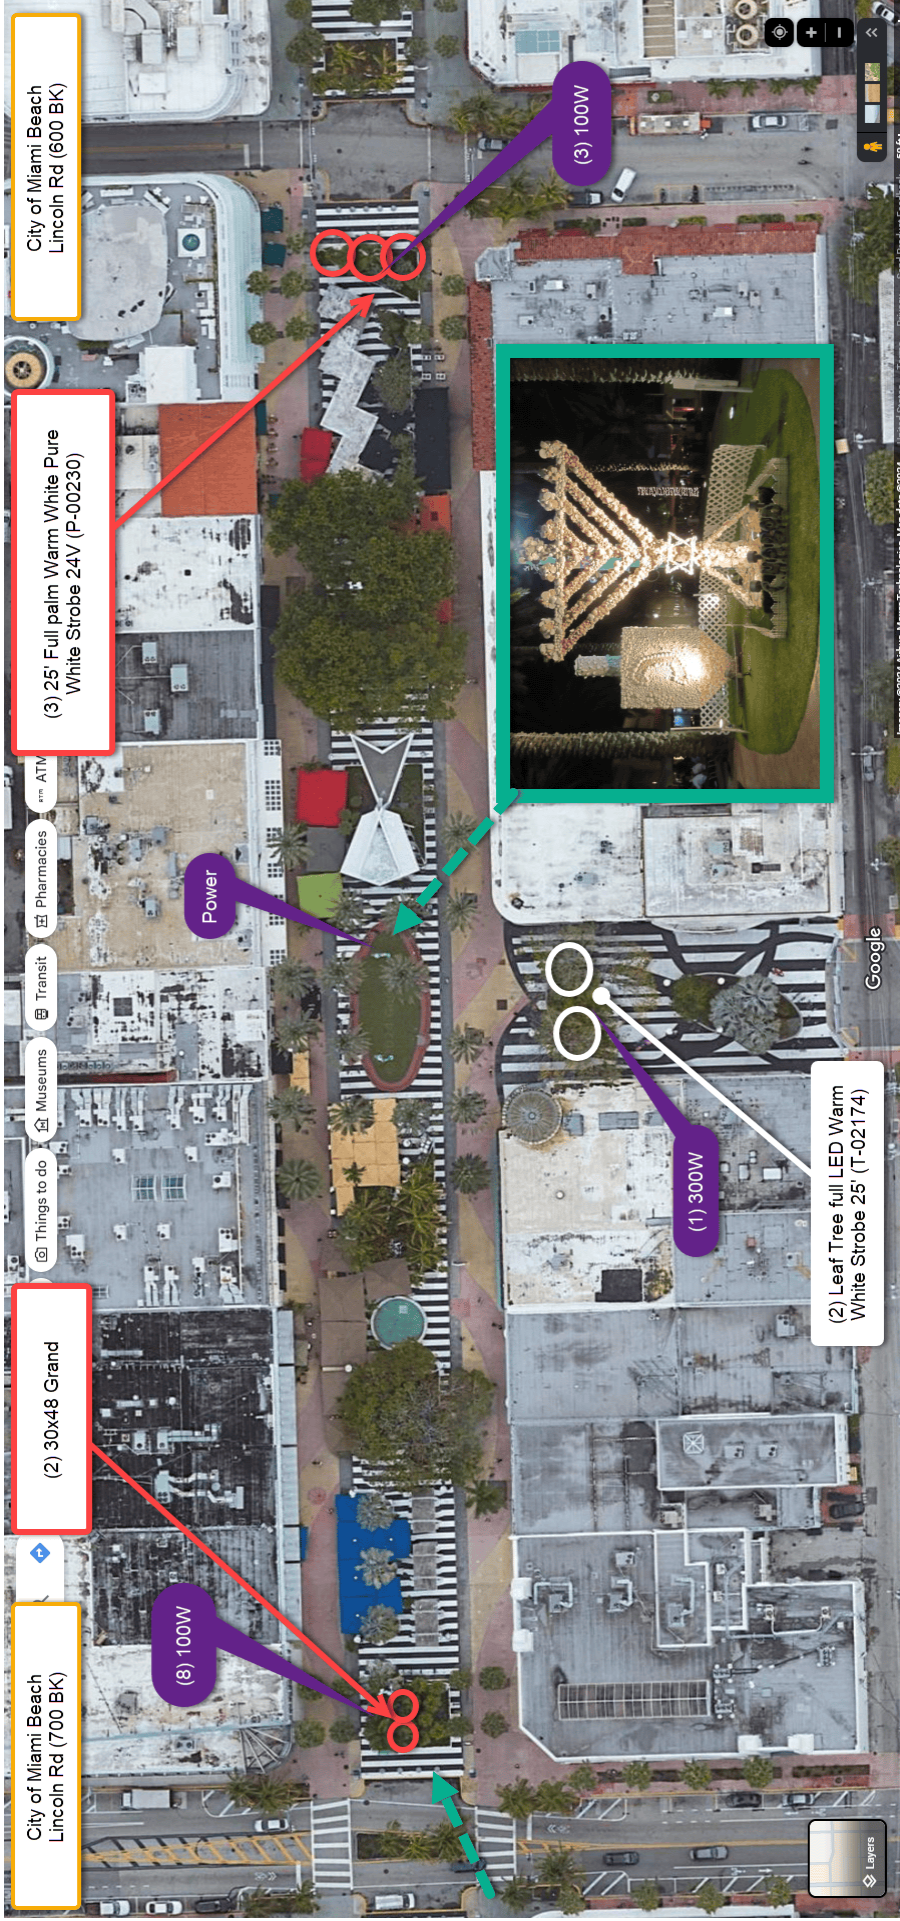 City of Miami Beach
Lincoln Rd (700 BK)
(2) 30x48 Grand
(3) 25' Full palm Warm White Pure
White Strobe 24V (P-00230)
City of Miami Beach
Lincoln Rd (600 BK)
Things to do
Museums
Transit
Pharmacies
ATM
(8) 100W
Power
(3) 100W
(1) 300W
(2) Leaf Tree full LED Warm
White Strobe 25' (T-02174)
Layers
Google